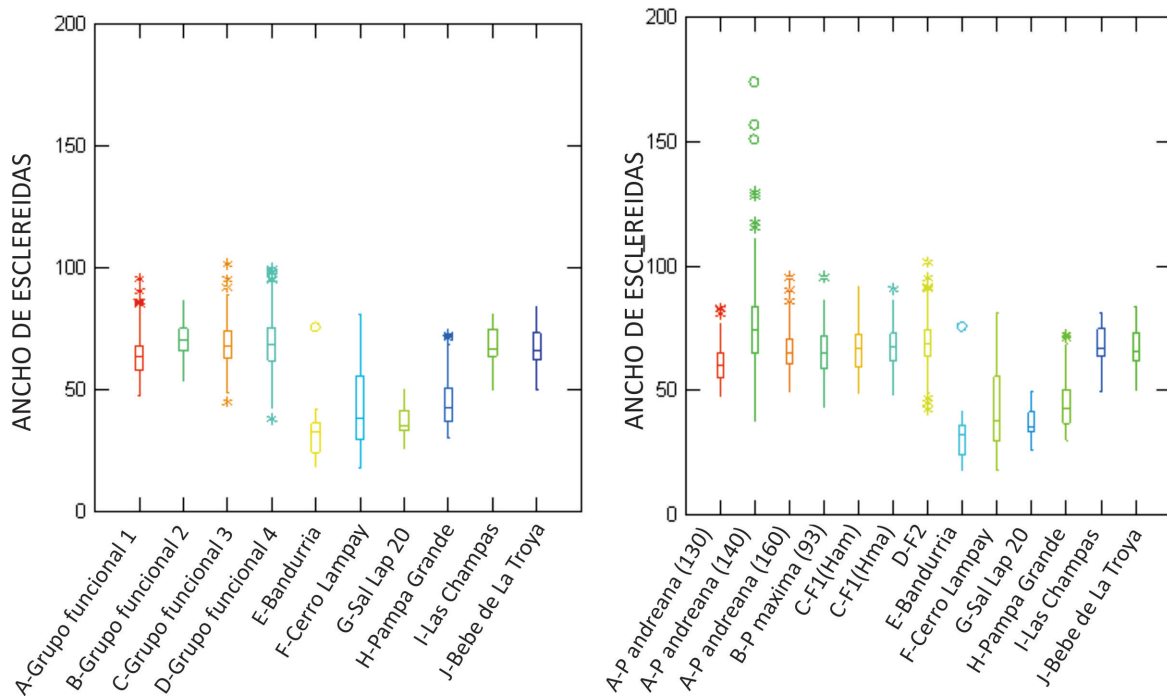 ANCHO DE ESCLEREIDAS
200
150
100
50
0
A-Grupo funcional 1
B-Grupo funcional 2
C-Grupo funcional 3
D-Grupo funcional 4
E-Bandurria
F-Cerro Lampay
G-Sal Lap 20
H-Pampa Grande
I-Las Champas
J-Bebe de La Troya
ANCHO DE ESCLEREIDAS
200
150
100
50
0
A-P andreana (130)
A-P andreana (140)
A-P andreana (160)
B-P maxima (93)
C-F1(Ham)
C-F1(Hma)
D-F2
E-Bandurria
F-Cerro Lampay
G-Sal Lap 20
H-Pampa Grande
I-Las Champas
J-Bebe de La Troya